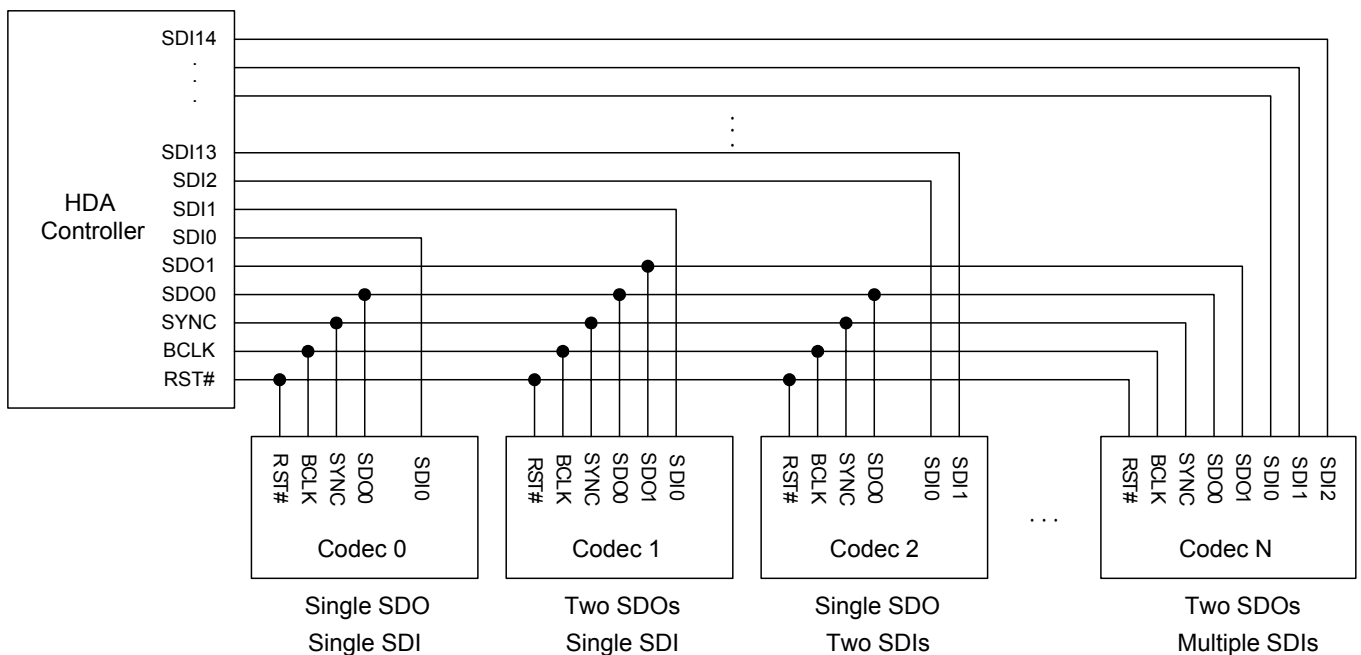 SDI14
.
.
.
SDI13
SDI2
SDI1
SDI0
SDO1
SDO0
SYNC
BCLK
RST#
HDA
Controller
.
.
.
RST#
BCLK
SYNC
SDO0
SDI0
Codec 0
Single SDO
Single SDI
RST#
BCLK
SYNC
SDO0
SDO1
SDI0
Codec 1
Two SDOs
Single SDI
RST#
BCLK
SYNC
SDO0
SDI0
SDI1
Codec 2
Single SDO
Two SDIs
. . .
RST#
BCLK
SYNC
SDO0
SDO1
SDI0
SDI1
SDI2
Codec N
Two SDOs
Multiple SDIs